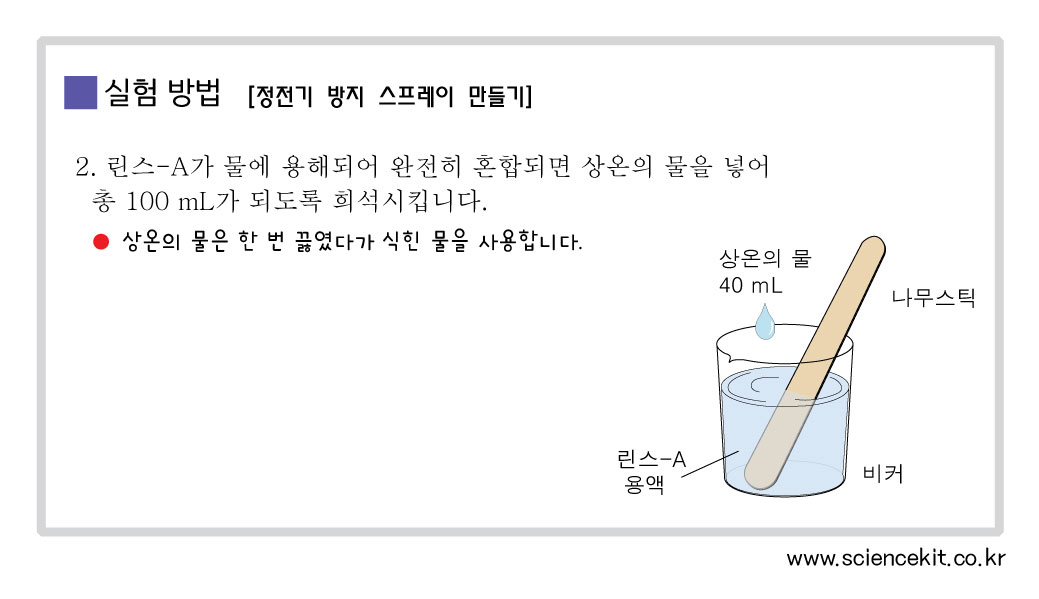 실험 방법 [정전기 방지 스프레이 만들기]
2. 린스-A가 물에 용해되어 완전히 혼합되면 상온의 물을 넣어
총 100 mL가 되도록 희석시킵니다.
● 상온의 물은 한 번 끓였다가 식힌 물을 사용합니다.
상온의 물
40 mL
나무스틱
린스-A
용액
비커
www.sciencekit.co.kr